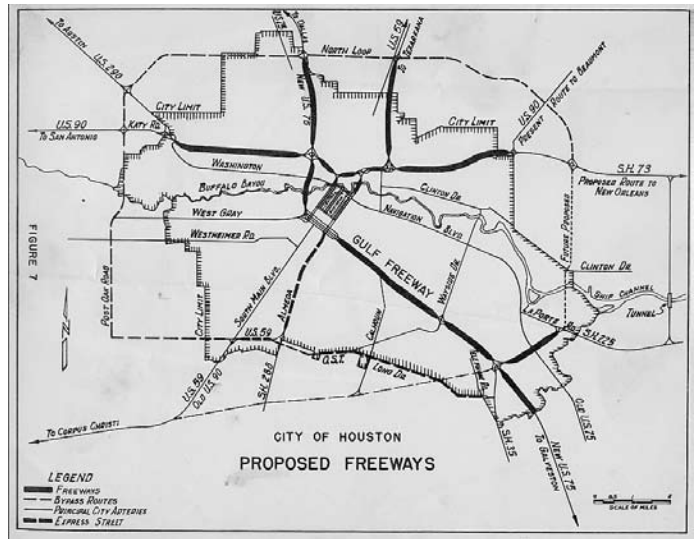 TO AUSTIN
U.S. 290
U.S. 75
TO DALLAS
NEW U.S. 75
NORTH LOOP
U.S. 59
TO TEXARKANA
CITY LIMIT
CITY LIMIT
U.S. 90
PRESENT ROUTE TO BEAUMONT
U.S. 90
TO SAN ANTONIO
KATY RD.
WASHINGTON
BUFFALO BAYOU
CLINTON DR.
S.H. 73
PROPOSED ROUTE TO
NEW ORLEANS
WEST GRAY
WESTHEIMER RD.
NAVIGATION
BLVD.
GULF FREEWAY
WAYSIDE DR.
FUTURE PROPOSED
CLINTON DR.
SHIP CHANNEL
TUNNEL
FIGURE 7
POST OAK ROAD
CITY LIMIT
SOUTH MAIN BLVD.
ALMEDA
CALHOUN
LA PORTE RD.
S.H. 225
U.S. 59
O.S.T.
LONG DR.
TELEPHONE RD.
U.S. 59
OLD U.S. 90
S.H. 288
S.H. 35
OLD U.S. 75
NEW U.S. 75
TO GALVESTON
TO CORPUS CHRISTI
CITY OF HOUSTON
PROPOSED FREEWAYS
LEGEND
FREEWAYS
BYPASS ROUTES
PRINCIPAL CITY ARTERIES
EXPRESS STREET
SCALE OF MILES